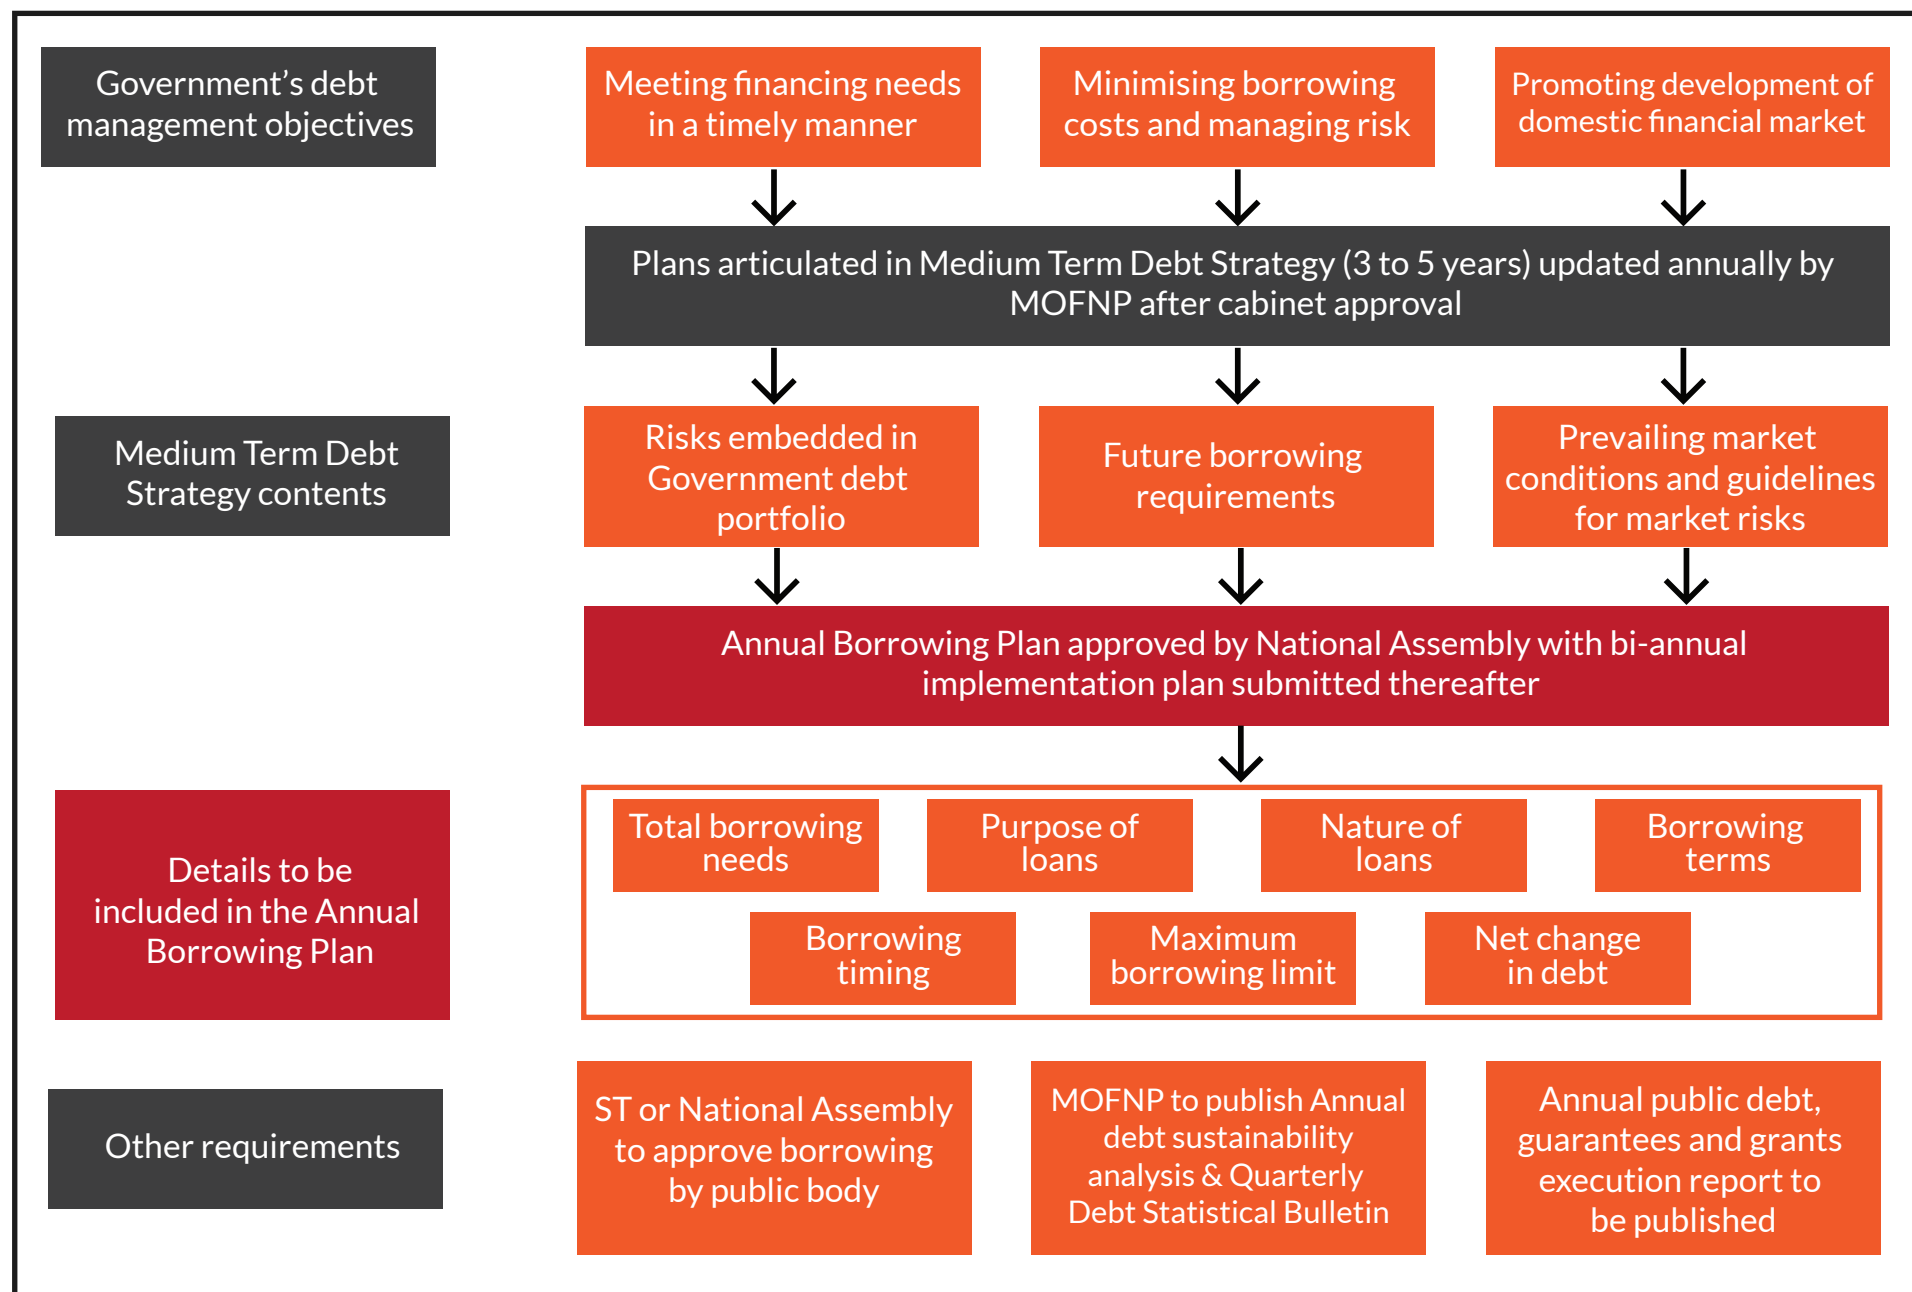 Government’s debt
management objectives
Meeting financing needs
in a timely manner
Minimising borrowing
costs and managing risk
Promoting development of
domestic financial market
Plans articulated in Medium Term Debt Strategy (3 to 5 years) updated annually by
MOFNP after cabinet approval
Medium Term Debt
Strategy contents
Risks embedded in
Government debt
portfolio
Future borrowing
requirements
Prevailing market
conditions and guidelines
for market risks
Annual Borrowing Plan approved by National Assembly with bi-annual
implementation plan submitted thereafter
Details to be
included in the Annual
Borrowing Plan
Total borrowing
needs
Purpose of
loans
Nature of
loans
Borrowing
terms
Borrowing
timing
Maximum
borrowing limit
Net change
in debt
Other requirements
ST or National Assembly
to approve borrowing
by public body
MOFNP to publish Annual
debt sustainability
analysis & Quarterly
Debt Statistical Bulletin
Annual public debt,
guarantees and grants
execution report to
be published